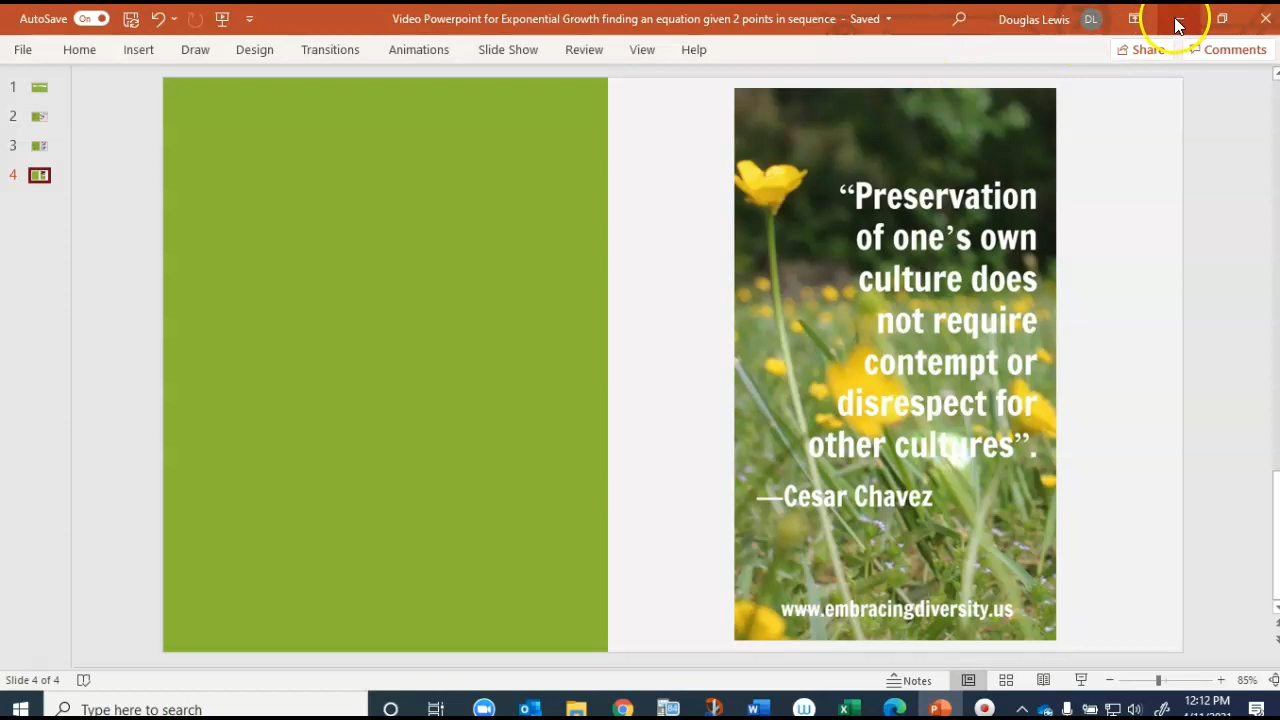 AutoSave On Video Powerpoint for Exponential Growth finding an equation given 2 points in sequence - Saved Douglas Lewis DL
File Home Insert Draw Design Transitions Animations Slide Show Review View Help Share Comments
1
2
3
4
“Preservation
of one’s own
culture does
not require
contempt or
disrespect for
other cultures”.
—Cesar Chavez
www.embracingdiversity.us
Slide 4 of 4 Notes 85%
Type here to search
12:12 PM